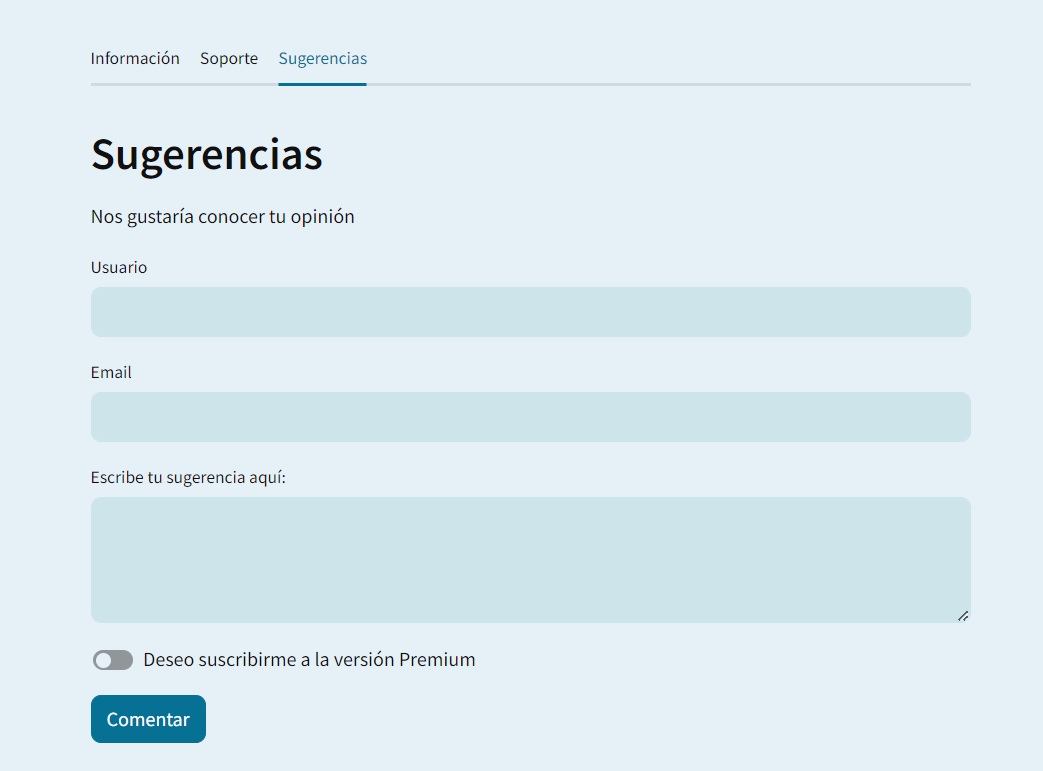 Información Soporte Sugerencias
Sugerencias
Nos gustaría conocer tu opinión
Usuario
Email
Escribe tu sugerencia aquí:
Deseo suscribirme a la versión Premium
Comentar